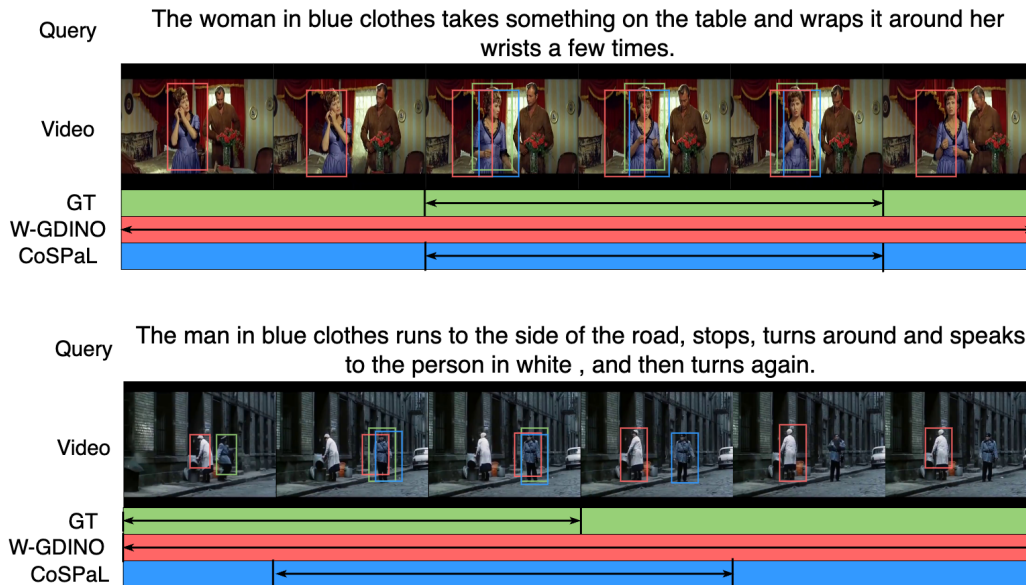 Query
The woman in blue clothes takes something on the table and wraps it around her
wrists a few times.
Video
GT
W-GDINO
CoSPaL
Query
The man in blue clothes runs to the side of the road, stops, turns around and speaks
to the person in white , and then turns again.
Video
GT
W-GDINO
CoSPaL